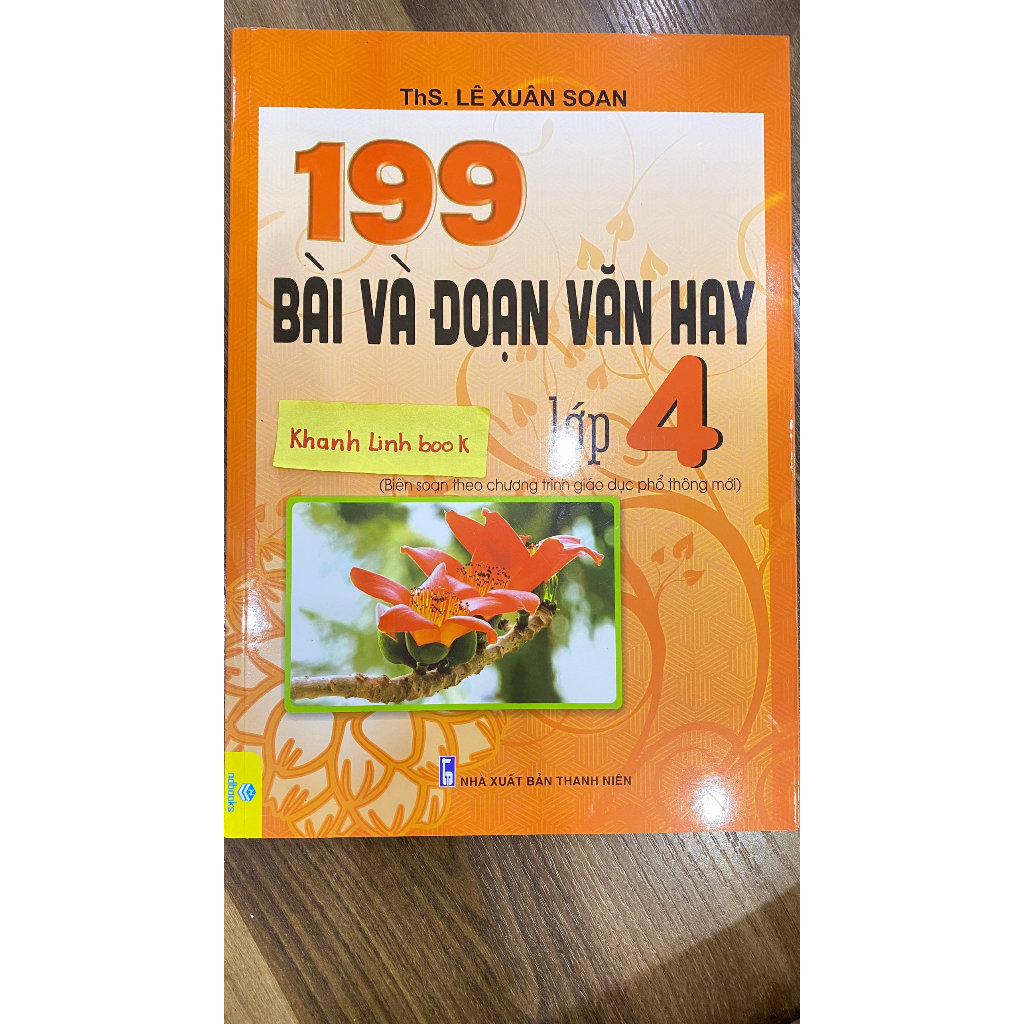 ThS. LÊ XUÂN SOAN
199
BÀI VÀ ĐOẠN VĂN HAY
lớp 4
Khanh Linh book
(Biên soạn theo chương trình giáo dục phổ thông mới)
NHÀ XUẤT BẢN THANH NIÊN
ndbooks